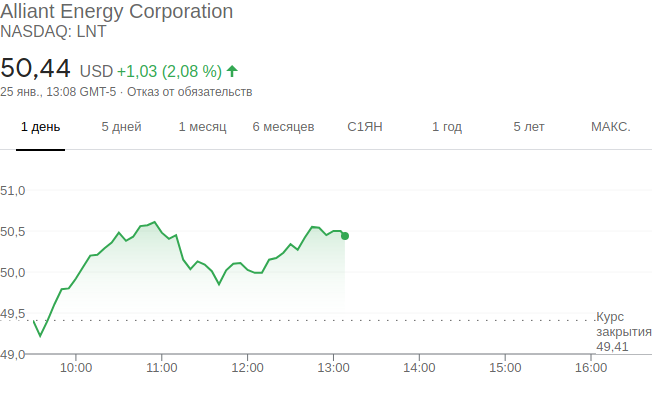 Alliant Energy Corporation
NASDAQ: LNT
50,44 USD +1,03 (2,08 %)
25 янв., 13:08 GMT-5 · Отказ от обязательств
1 день 5 дней 1 месяц 6 месяцев С1ЯН 1 год 5 лет МАКС.
51,0
50,5
50,0
49,5
Курс
закрытия
49,41
49,0
10:00 11:00 12:00 13:00 14:00 15:00 16:00